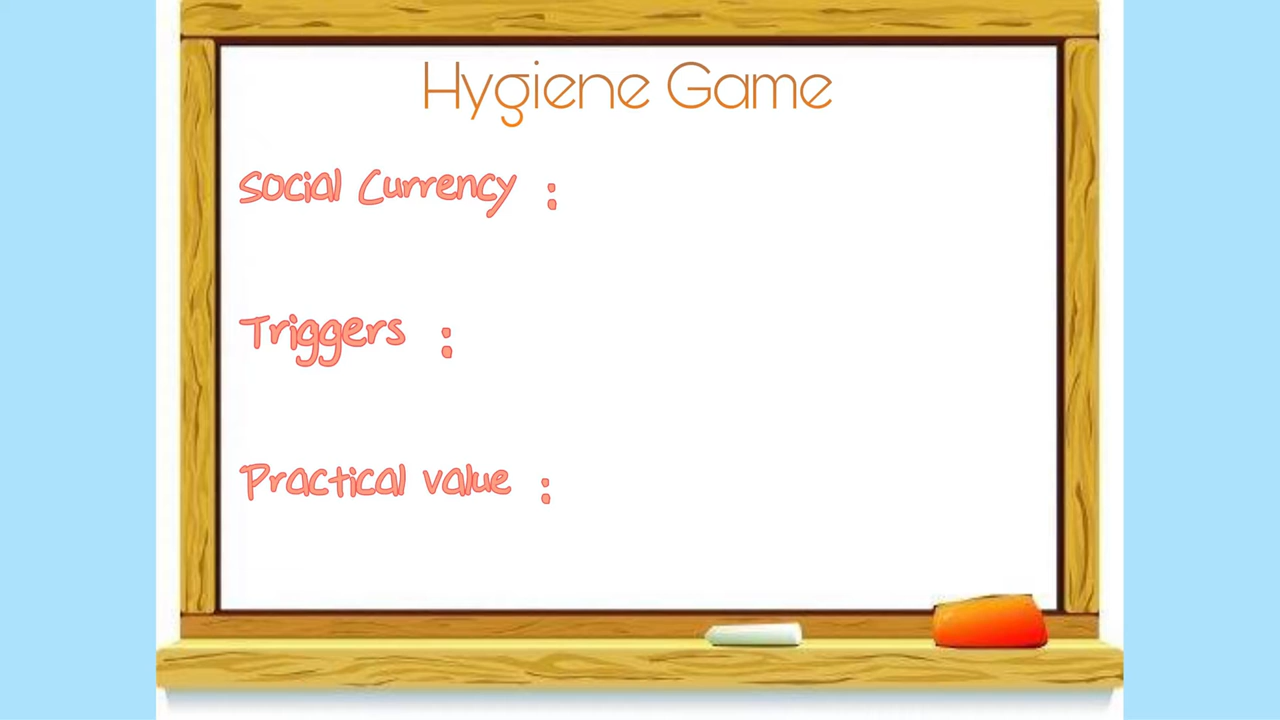 Hygiene Game
Social Currency :
Triggers :
Practical value :